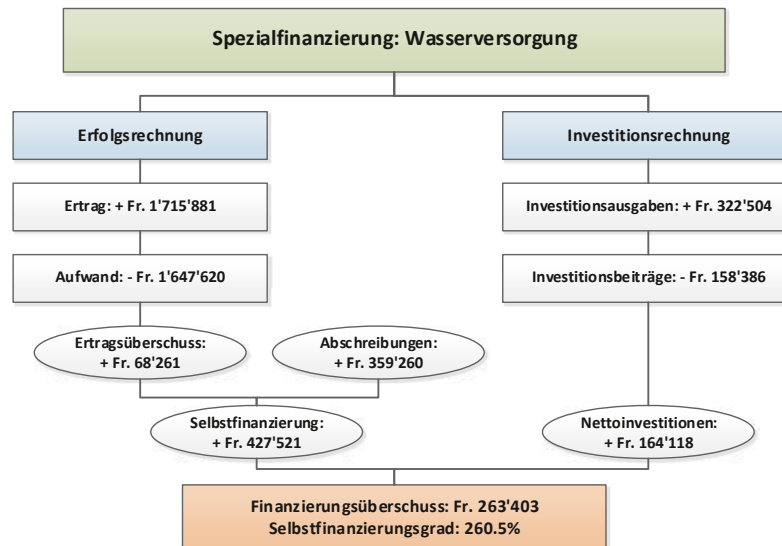 Spezialfinanzierung: Wasserversorgung
Erfolgsrechnung
Investitionsrechnung
Ertrag: + Fr. 1'715'881
Investitionsausgaben: + Fr. 322'504
Aufwand: - Fr. 1'647'620
Investitionsbeiträge: - Fr. 158'386
Ertragsüberschuss:
+ Fr. 68'261
Abschreibungen:
+ Fr. 359'260
Selbstfinanzierung:
+ Fr. 427'521
Nettoinvestitionen:
+ Fr. 164'118
Finanzierungsüberschuss: Fr. 263'403
Selbstfinanzierungsgrad: 260.5%